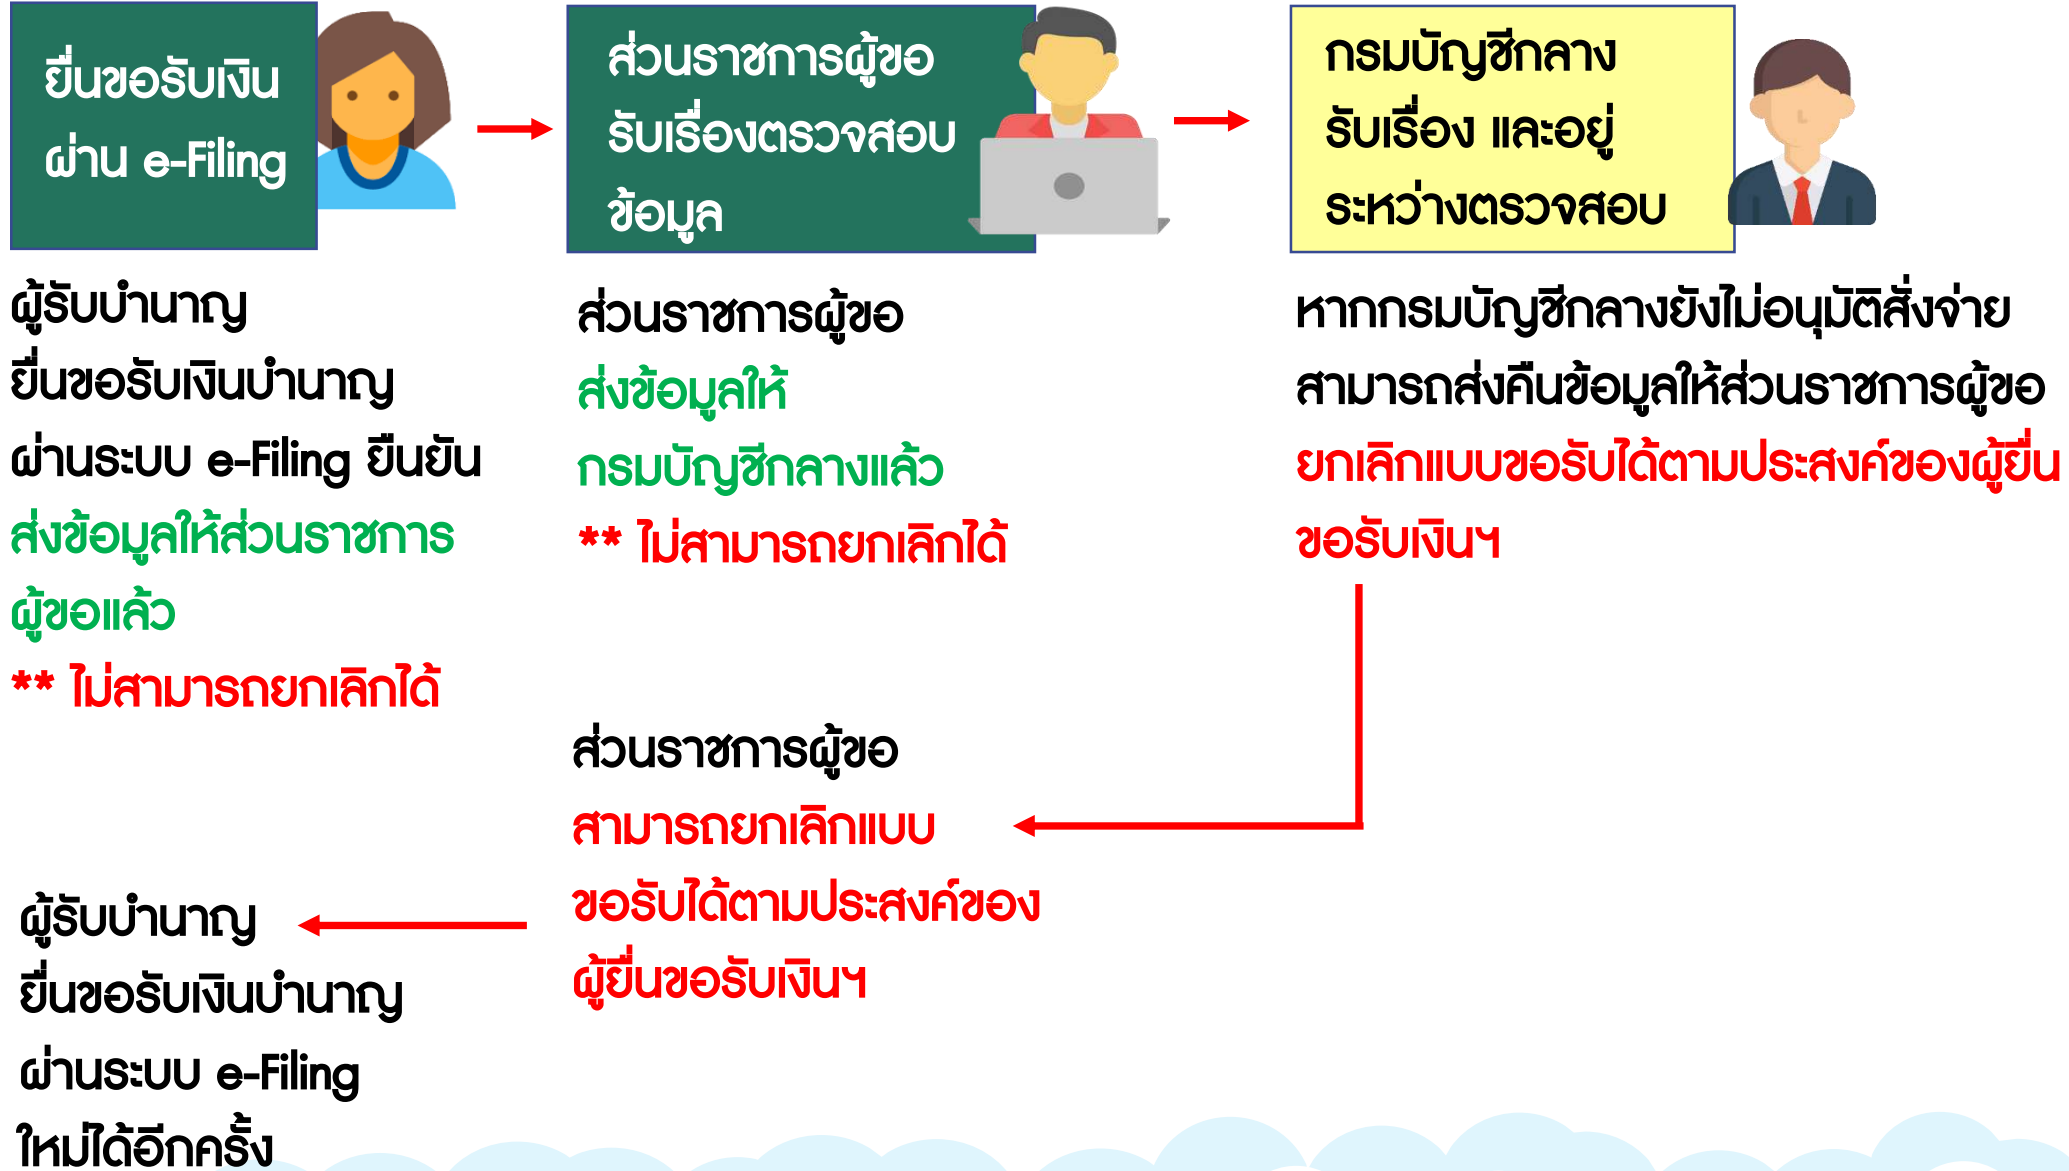 ยื่นขอรับเงิน
ผ่าน e-Filing
ส่วนราชการผู้ขอ
รับเรื่องตรวจสอบ
ข้อมูล
กรมบัญชีกลาง
รับเรื่อง และอยู่
ระหว่างตรวจสอบ
ผู้รับบำนาญ
ยื่นขอรับเงินบำนาญ
ผ่านระบบ e-Filing ยืนยัน
ส่งข้อมูลให้ส่วนราชการ
ผู้ขอแล้ว
** ไม่สามารถยกเลิกได้
ส่วนราชการผู้ขอ
ส่งข้อมูลให้
กรมบัญชีกลางแล้ว
** ไม่สามารถยกเลิกได้
หากกรมบัญชีกลางยังไม่อนุมัติสั่งจ่าย
สามารถส่งคืนข้อมูลให้ส่วนราชการผู้ขอ
ยกเลิกแบบขอรับได้ตามประสงค์ของผู้ยื่น
ขอรับเงินฯ
ส่วนราชการผู้ขอ
สามารถยกเลิกแบบ
ขอรับได้ตามประสงค์ของ
ผู้ยื่นขอรับเงินฯ
ผู้รับบำนาญ
ยื่นขอรับเงินบำนาญ
ผ่านระบบ e-Filing
ใหม่ได้อีกครั้ง